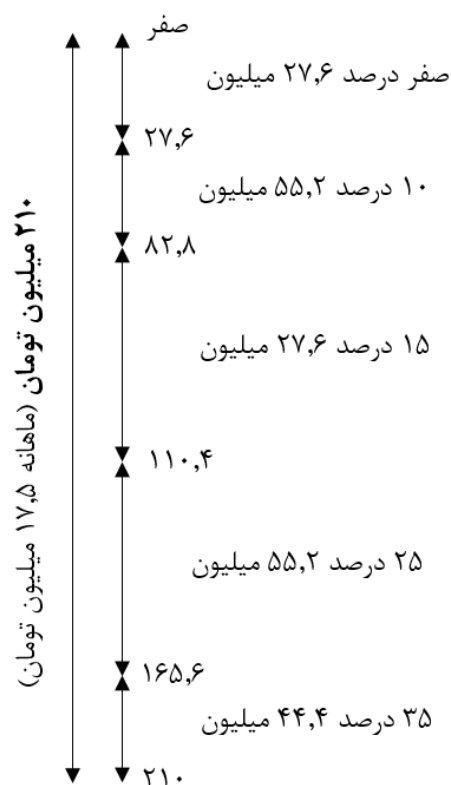 صفر
صفر درصد ۲۷٫۶ میلیون
۲۷٫۶
۱۰ درصد ۵۵٫۲ میلیون
۸۲٫۸
۱۵ درصد ۲۷٫۶ میلیون
۱۱۰٫۴
۲۵ درصد ۵۵٫۲ میلیون
۱۶۵٫۶
۳۵ درصد ۴۴٫۴ میلیون
۲۱۰
۲۱۰ میلیون تومان (ماهانه ۱۷٫۵ میلیون تومان)